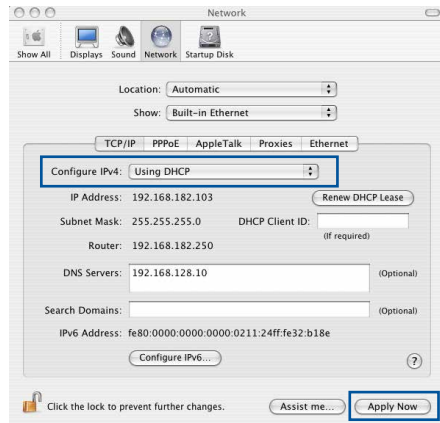 Network
Show All Displays Sound Network Startup Disk
Location: Automatic
Show: Built-in Ethernet
TCP/IP PPPoE AppleTalk Proxies Ethernet
Configure IPv4: Using DHCP
IP Address: 192.168.182.103 Renew DHCP Lease
Subnet Mask: 255.255.255.0 DHCP Client ID:
(If required)
Router: 192.168.182.250
DNS Servers: 192.168.128.10 (Optional)
Search Domains: (Optional)
IPv6 Address: fe80:0000:0000:0000:0211:24ff:fe32:b18e
Configure IPv6...
?
Click the lock to prevent further changes. Assist me... Apply Now